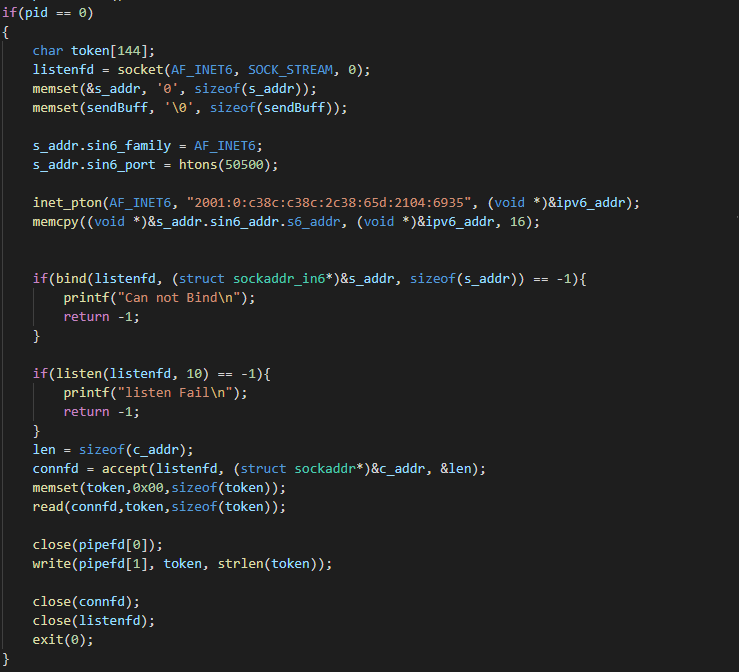 if(pid == 0)
{
    char token[144];
    listenfd = socket(AF_INET6, SOCK_STREAM, 0);
    memset(&s_addr, '0', sizeof(s_addr));
    memset(sendBuff, '\0', sizeof(sendBuff));

    s_addr.sin6_family = AF_INET6;
    s_addr.sin6_port = htons(50500);

    inet_pton(AF_INET6, "2001:0:c38c:c38c:2c38:65d:2104:6935", (void *)&ipv6_addr);
    memcpy((void *)&s_addr.sin6_addr.s6_addr, (void *)&ipv6_addr, 16);

    if(bind(listenfd, (struct sockaddr_in6*)&s_addr, sizeof(s_addr)) == -1){
        printf("Can not Bind\n");
        return -1;
    }

    if(listen(listenfd, 10) == -1){
        printf("listen Fail\n");
        return -1;
    }
    len = sizeof(c_addr);
    connfd = accept(listenfd, (struct sockaddr*)&c_addr, &len);
    memset(token,0x00,sizeof(token));
    read(connfd,token,sizeof(token));

    close(pipefd[0]);
    write(pipefd[1], token, strlen(token));

    close(connfd);
    close(listenfd);
    exit(0);
}